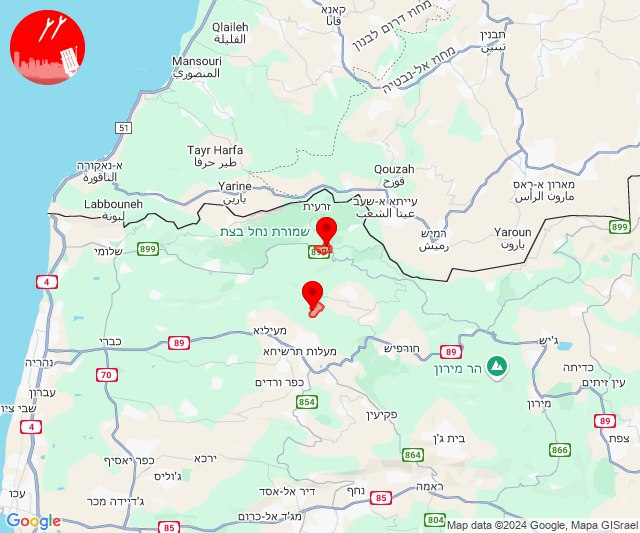 קאנא
قانا
Qlaileh
القليلة
מחוז דרום לבנון
תבנין
تبنين
Mansouri
المنصوري
מחוז אל-נבטיה
51
Tayr Harfa
طير حرفا
א-נאקורה
الناقورة
Qouzah
قوزح
Yarine
يارين
מארון א-ראס
مارون الراس
Labbouneh
لبونة
זרעית
עייתא א-שעב
عيتا الشعب
שמורת נחל בצת
רמיש
رميش
Yaroun
يارون
899
899
שלומי
899
4
מעיליא
כברי
89
מעלות תרשיחא
חורפיש
89
ג'יש
נהריה
הר מירון
כדיתה
70
כפר ורדים
עין זיתים
עברון
854
מירון
שבי ציון
פקיעין
89
4
בית ג'ן
צפת
כפר יאסיף
ירכא
864
866
ג'וליס
ראמה
עכו
ג'דיידה מכר
דיר אל-אסד
נחף
85
85
מג'ד אל-כרום
804
Google
Map data ©2024 Google, Mapa GISrael